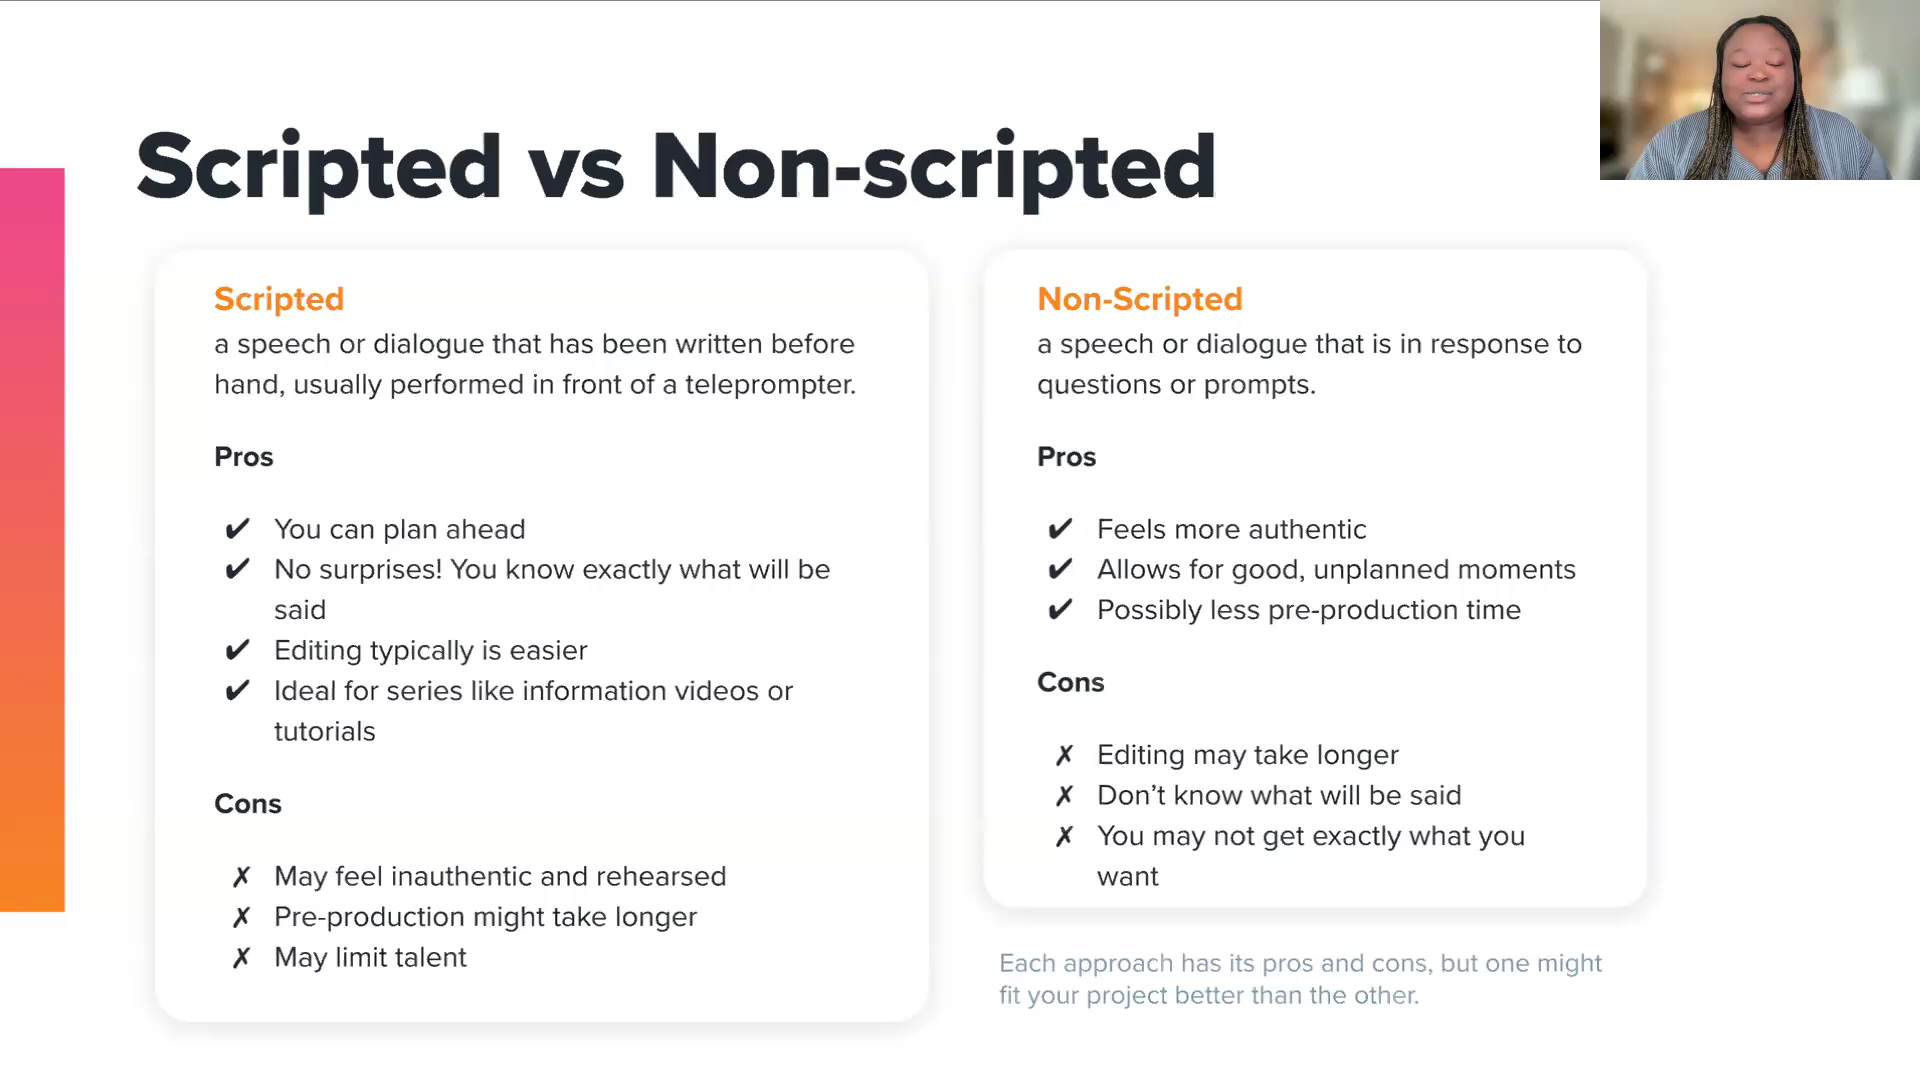 Scripted vs Non-scripted
Scripted
a speech or dialogue that has been written before
hand, usually performed in front of a teleprompter.
Pros
✔ You can plan ahead
✔ No surprises! You know exactly what will be
said
✔ Editing typically is easier
✔ Ideal for series like information videos or
tutorials
Cons
✗ May feel inauthentic and rehearsed
✗ Pre-production might take longer
✗ May limit talent
Non-Scripted
a speech or dialogue that is in response to
questions or prompts.
Pros
✔ Feels more authentic
✔ Allows for good, unplanned moments
✔ Possibly less pre-production time
Cons
✗ Editing may take longer
✗ Don’t know what will be said
✗ You may not get exactly what you
want
Each approach has its pros and cons, but one might
fit your project better than the other.